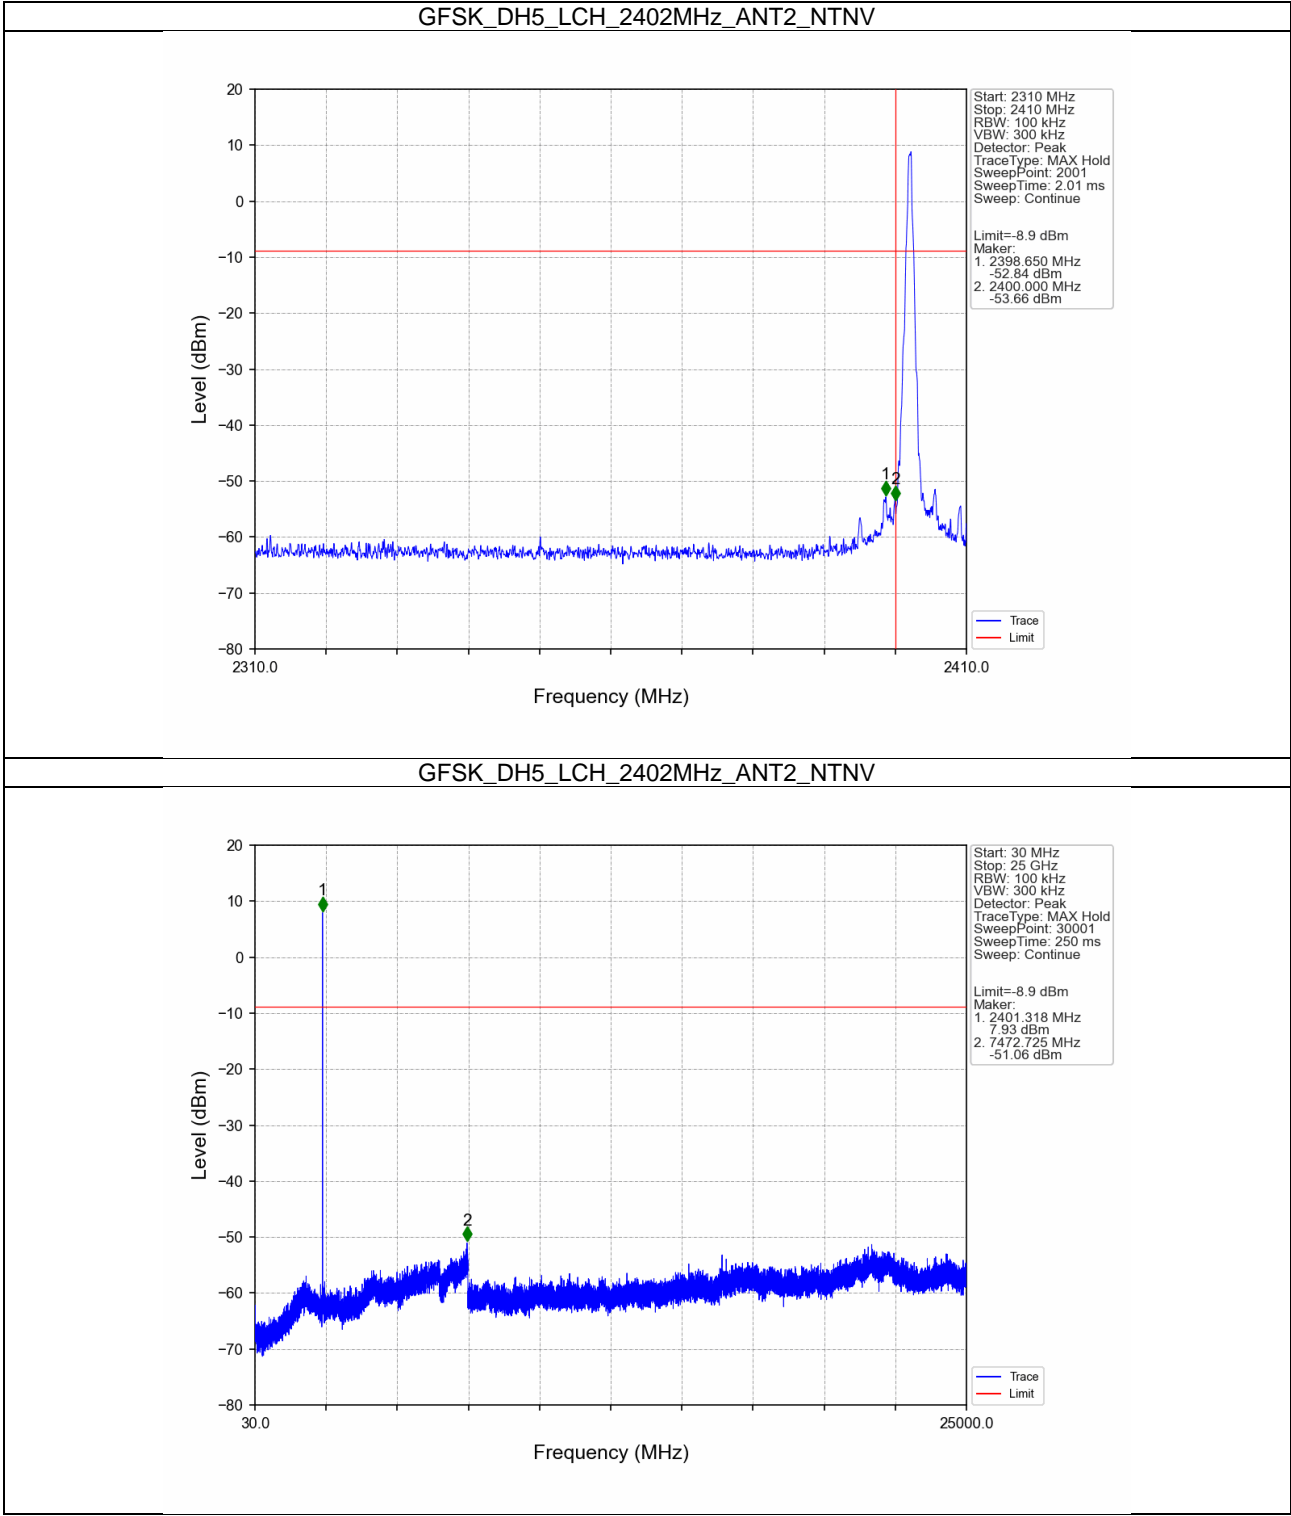 GFSK_DH5_LCH_2402MHz_ANT2_NTNV
20
10
0
−10
−20
−30
−40
−50
−60
−70
−80
Level (dBm)
1
2
2310.0
2410.0
Frequency (MHz)
Start: 2310 MHz
Stop: 2410 MHz
RBW: 100 kHz
VBW: 300 kHz
Detector: Peak
TraceType: MAX Hold
SweepPoint: 2001
SweepTime: 2.01 ms
Sweep: Continue
Limit=-8.9 dBm
Maker:
1. 2398.650 MHz
-52.84 dBm
2. 2400.000 MHz
-53.66 dBm
Trace
Limit
GFSK_DH5_LCH_2402MHz_ANT2_NTNV
20
10
0
−10
−20
−30
−40
−50
−60
−70
−80
Level (dBm)
1
2
30.0
25000.0
Frequency (MHz)
Start: 30 MHz
Stop: 25 GHz
RBW: 100 kHz
VBW: 300 kHz
Detector: Peak
TraceType: MAX Hold
SweepPoint: 30001
SweepTime: 250 ms
Sweep: Continue
Limit=-8.9 dBm
Maker:
1. 2401.318 MHz
7.93 dBm
2. 7472.725 MHz
-51.06 dBm
Trace
Limit